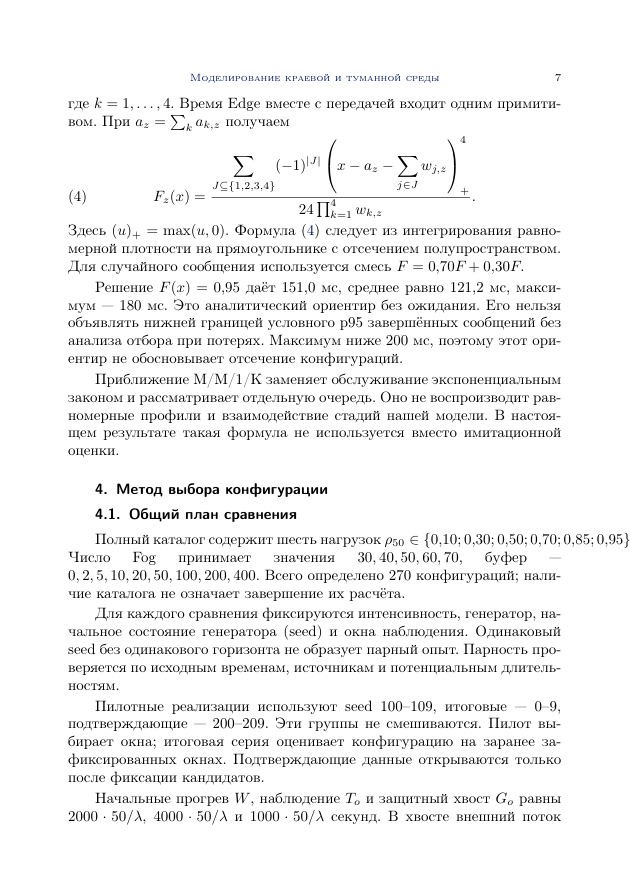 Моделирование краевой и туманной среды 7
где k = 1, . . . , 4. Время Edge вместе с передачей входит одним примити-
вом. При a_z = ∑_k a_{k,z} получаем
(4) F_z(x) = \frac{∑_{J⊆{1,2,3,4}} (−1)^{|J|} (x − a_z − ∑_{j∈J} w_{j,z})_+^4}{24 ∏_{k=1}^4 w_{k,z}}.
Здесь (u)_+ = max(u, 0). Формула (4) следует из интегрирования равно-
мерной плотности на прямоугольнике с отсечением полупространством.
Для случайного сообщения используется смесь F = 0,70F + 0,30F.
Решение F(x) = 0,95 даёт 151,0 мс, среднее равно 121,2 мс, макси-
мум — 180 мс. Это аналитический ориентир без ожидания. Его нельзя
объявлять нижней границей условного p95 завершённых сообщений без
анализа отбора при потерях. Максимум ниже 200 мс, поэтому этот ори-
ентир не обосновывает отсечение конфигураций.
Приближение M/M/1/K заменяет обслуживание экспоненциальным
законом и рассматривает отдельную очередь. Оно не воспроизводит рав-
номерные профили и взаимодействие стадий нашей модели. В настоя-
щем результате такая формула не используется вместо имитационной
оценки.
4. Метод выбора конфигурации
4.1. Общий план сравнения
Полный каталог содержит шесть нагрузок ρ_{50} ∈ {0,10; 0,30; 0,50; 0,70; 0,85; 0,95}
Число Fog принимает значения 30, 40, 50, 60, 70, буфер —
0, 2, 5, 10, 20, 50, 100, 200, 400. Всего определено 270 конфигураций; нали-
чие каталога не означает завершение их расчёта.
Для каждого сравнения фиксируются интенсивность, генератор, на-
чальное состояние генератора (seed) и окна наблюдения. Одинаковый
seed без одинакового горизонта не образует парный опыт. Парность про-
веряется по исходным временам, источникам и потенциальным длитель-
ностям.
Пилотные реализации используют seed 100–109, итоговые — 0–9,
подтверждающие — 200–209. Эти группы не смешиваются. Пилот вы-
бирает окна; итоговая серия оценивает конфигурацию на заранее за-
фиксированных окнах. Подтверждающие данные открываются только
после фиксации кандидатов.
Начальные прогрев W, наблюдение T_o и защитный хвост G_o равны
2000 · 50/λ, 4000 · 50/λ и 1000 · 50/λ секунд. В хвосте внешний поток